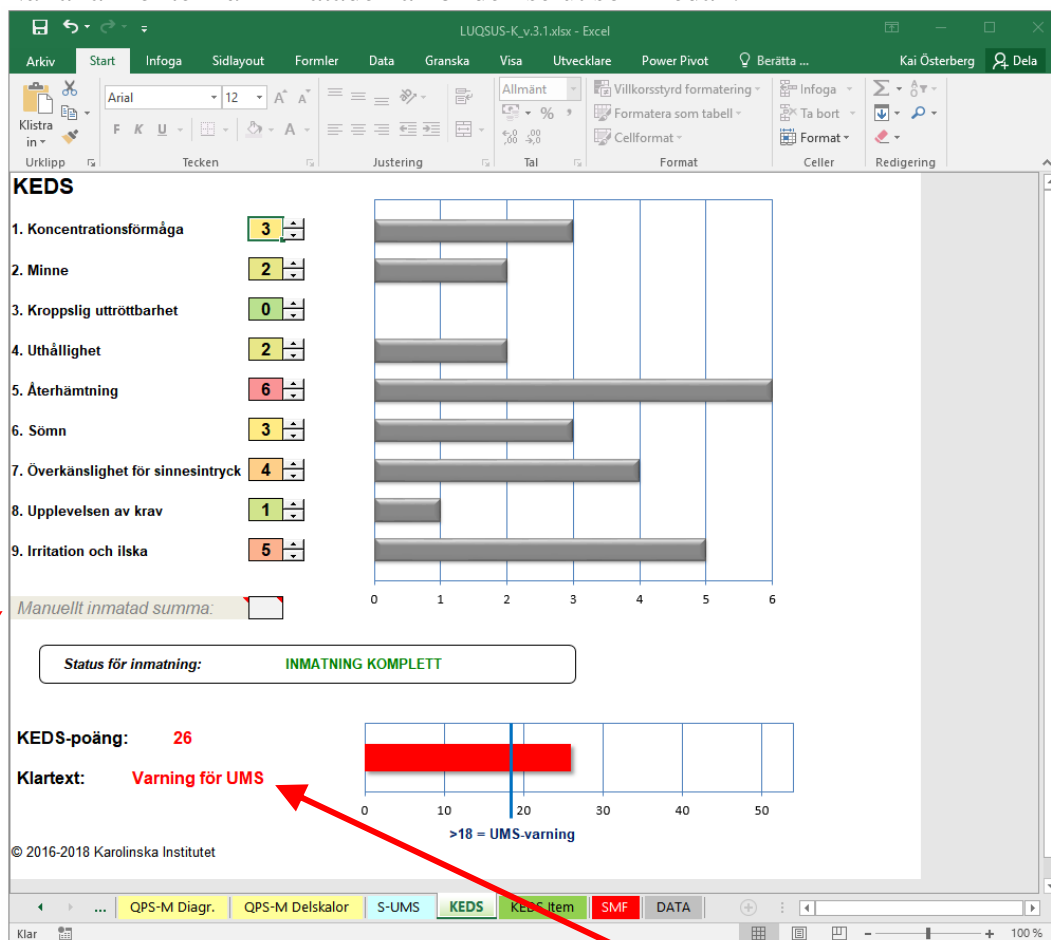 LUQSUS-K_v.3.1.xlsx - Excel
Arkiv Start Infoga Sidlayout Formler Data Granska Visa Utvecklare Power Pivot Berätta ... Kai Österberg Dela
Klistra in
Arial 12 A A
F K U A
Allmänt
% 
,00
Villkorsstyrd formatering
Formatera som tabell
Cellformat
Infoga
Ta bort
Format
Urklipp Tecken Justering Tal Format Celler Redigering
KEDS
1. Koncentrationsförmåga 3
2. Minne 2
3. Kroppslig uttröttbarhet 0
4. Uthållighet 2
5. Återhämtning 6
6. Sömn 3
7. Överkänslighet för sinnesintryck 4
8. Upplevelsen av krav 1
9. Irritation och ilska 5
0 1 2 3 4 5 6
Manuellt inmatad summa:
Status för inmatning: INMATNING KOMPLETT
KEDS-poäng: 26
Klartext: Varning för UMS
0 10 20 30 40 50
>18 = UMS-varning
© 2016-2018 Karolinska Institutet
... QPS-M Diagr. QPS-M Delskalor S-UMS KEDS KEDS Item SMF DATA
Klar 100 %